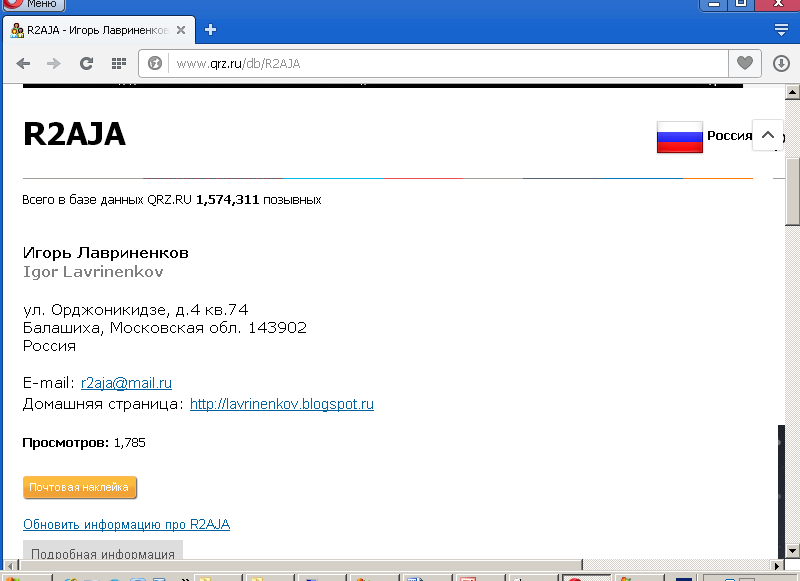 Меню
R2AJA - Игорь Лавриненков
www.qrz.ru/db/R2AJA
R2AJA
Россия
Всего в базе данных QRZ.RU 1,574,311 позывных
Игорь Лавриненков
Igor Lavrinenkov
ул. Орджоникидзе, д.4 кв.74
Балашиха, Московская обл. 143902
Россия
E-mail: r2aja@mail.ru
Домашняя страница: http://lavrinenkov.blogspot.ru
Просмотров: 1,785
Почтовая наклейка
Обновить информацию про R2AJA
Подробная информация